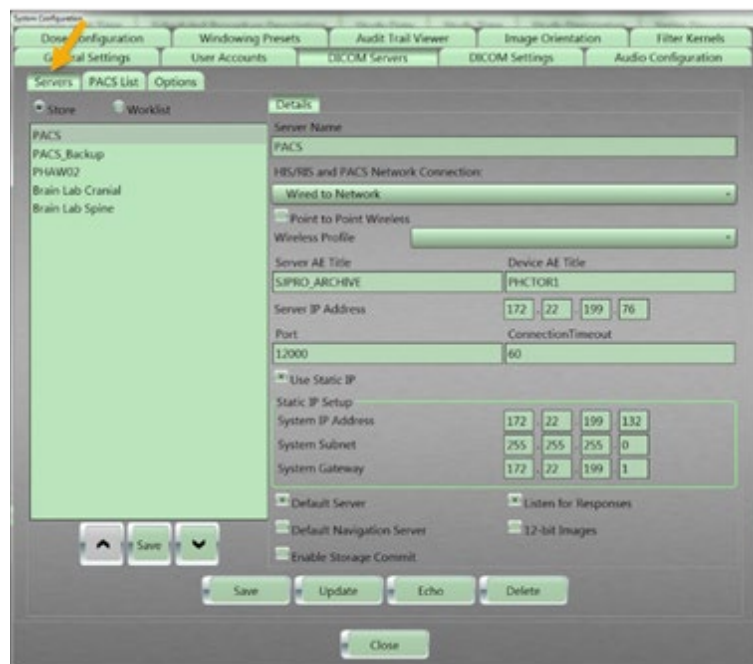 System Configuration
Dose Configuration Windowing Presets Audit Trail Viewer Image Orientation Filter Kernels
General Settings User Accounts DICOM Servers DICOM Settings Audio Configuration
Servers PACS List Options
Store Worklist
Details
PACS
PACS_Backup
PHAW02
Brain Lab Cranial
Brain Lab Spine
Server Name
PACS
HIS/RIS and PACS Network Connection:
Wired to Network
Point to Point Wireless
Wireless Profile
Server AE Title Device AE Title
SJPRO_ARCHIVE PHCTOR1
Server IP Address 172 . 22 . 199 . 76
Port ConnectionTimeout
12000 60
Use Static IP
Static IP Setup
System IP Address 172 . 22 . 199 . 132
System Subnet 255 . 255 . 255 . 0
System Gateway 172 . 22 . 199 . 1
Default Server Listen for Responses
Default Navigation Server 12-bit Images
Enable Storage Commit
Save
Save Update Echo Delete
Close